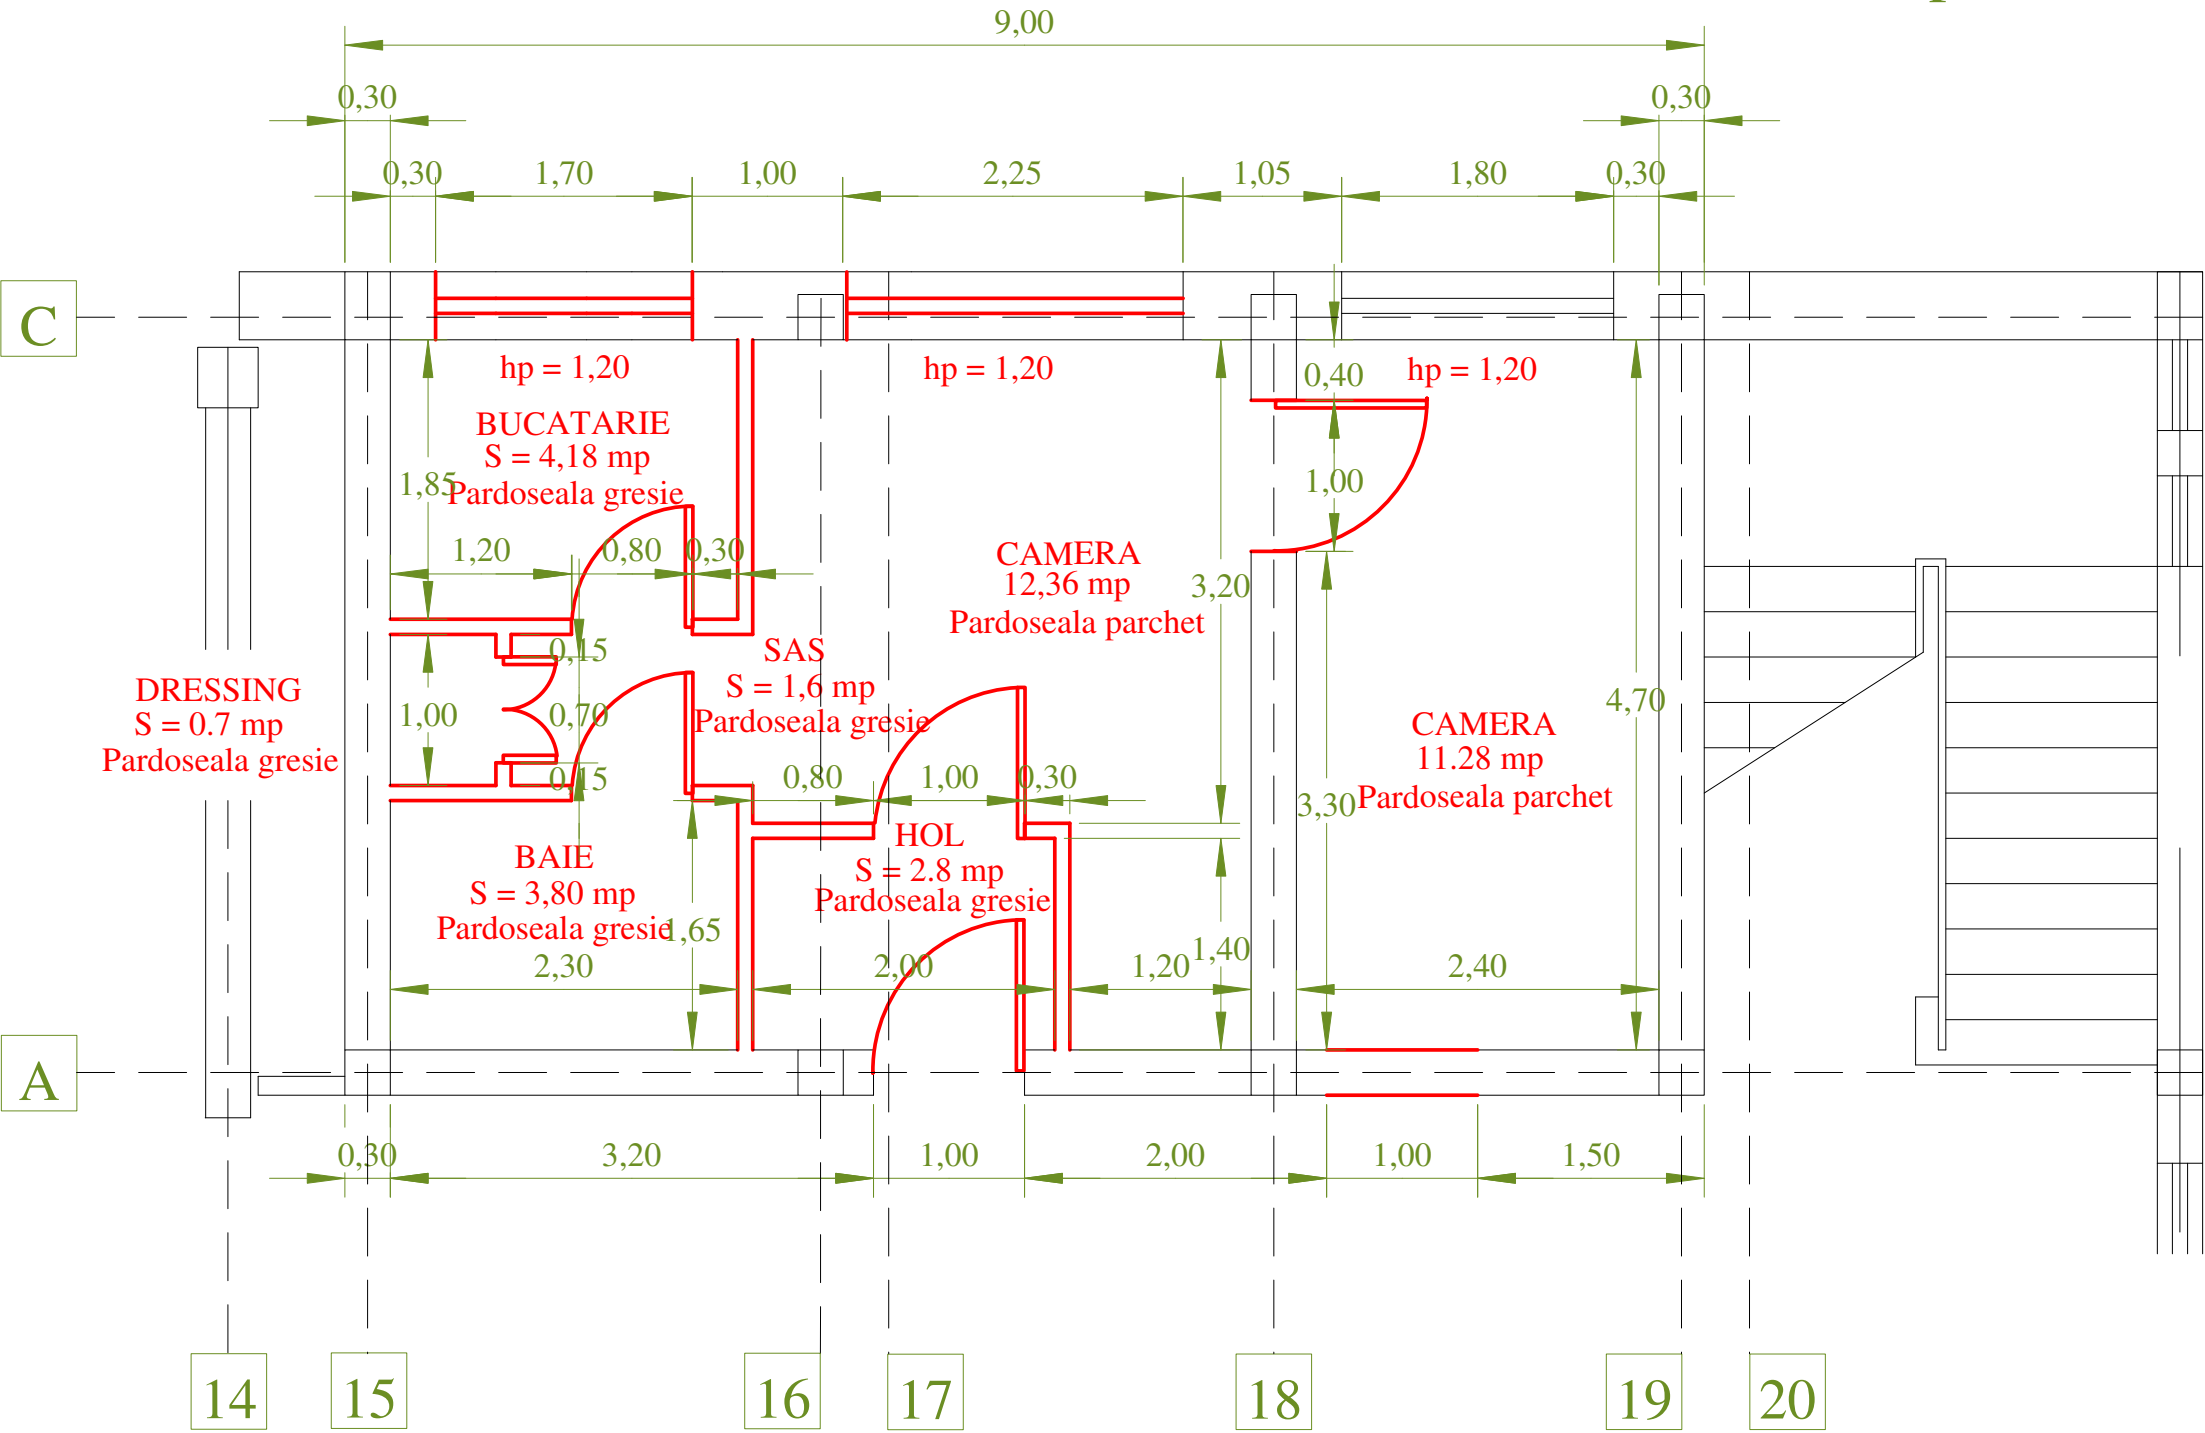 9,00
0,30
0,30
0,30
1,70
1,00
2,25
1,05
1,80
0,30
C
hp = 1,20
hp = 1,20
hp = 1,20
0,40
BUCATARIE
S = 4,18 mp
Pardoseala gresie
1,85
1,00
1,20
0,80
0,30
CAMERA
12,36 mp
Pardoseala parchet
3,20
0,15
SAS
S = 1,6 mp
Pardoseala gresie
DRESSING
S = 0.7 mp
Pardoseala gresie
1,00
0,70
0,15
4,70
CAMERA
11.28 mp
Pardoseala parchet
0,80
1,00
0,30
3,30
HOL
S = 2.8 mp
Pardoseala gresie
BAIE
S = 3,80 mp
Pardoseala gresie
1,65
2,30
2,00
1,20
1,40
2,40
A
0,30
3,20
1,00
2,00
1,00
1,50
14
15
16
17
18
19
20